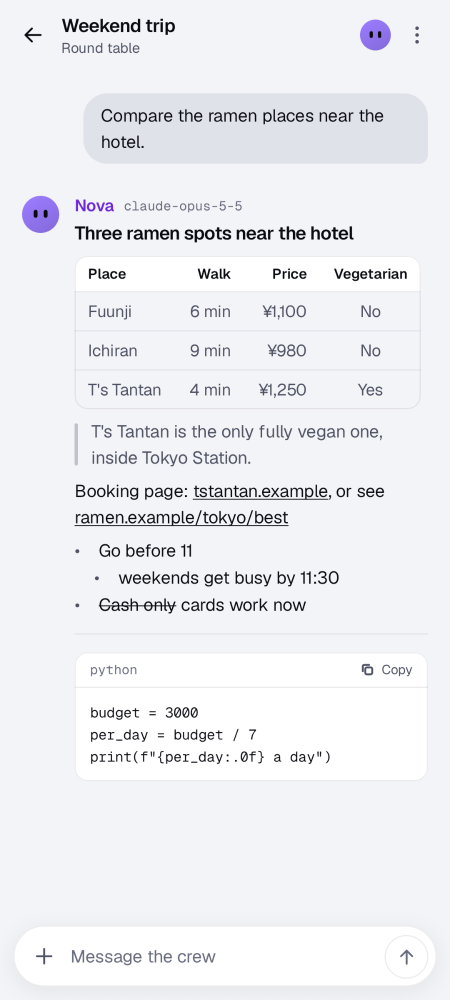 Weekend trip
Round table
Compare the ramen places near the
hotel.
Nova claude-opus-5-5
Three ramen spots near the hotel
Place Walk Price Vegetarian
Fuunji 6 min ¥1,100 No
Ichiran 9 min ¥980 No
T's Tantan 4 min ¥1,250 Yes
T's Tantan is the only fully vegan one,
inside Tokyo Station.
Booking page: tstantan.example, or see
ramen.example/tokyo/best
• Go before 11
• weekends get busy by 11:30
• Cash only cards work now
python Copy
budget = 3000
per_day = budget / 7
print(f"{per_day:.0f} a day")
Message the crew